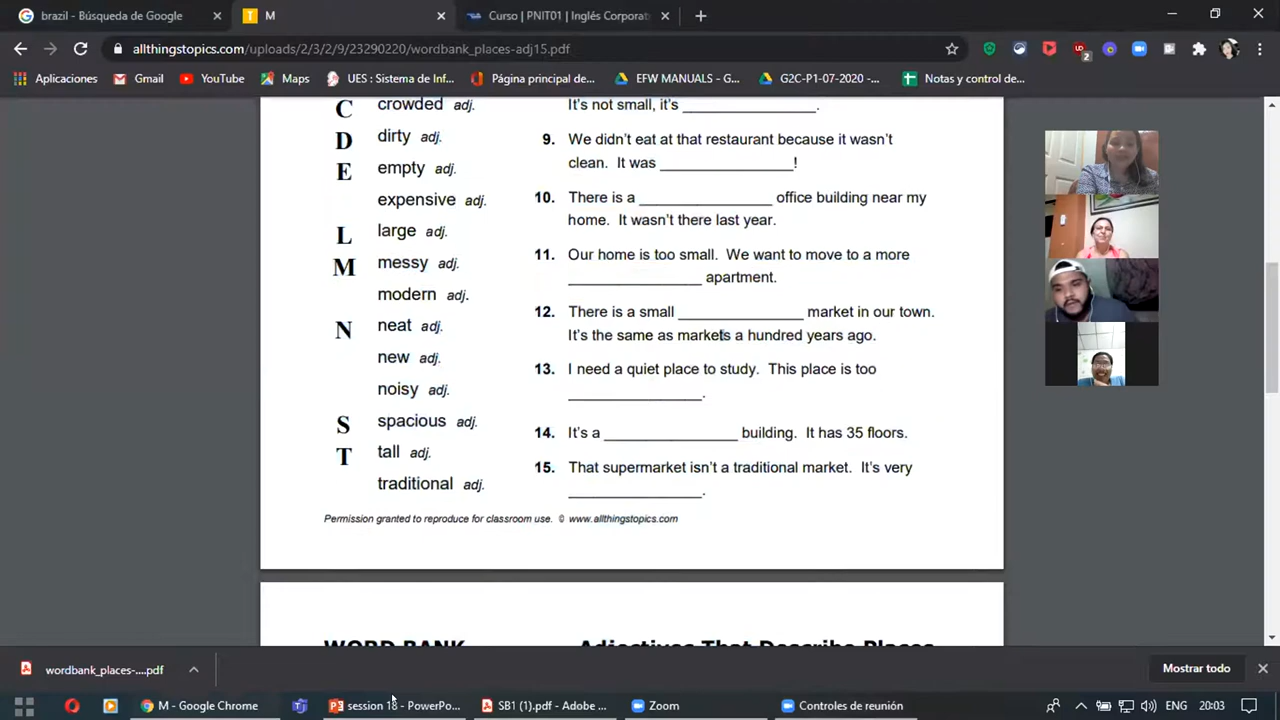 brazil - Búsqueda de Google
M
Curso | PNIT01 | Inglés Corporat
allthingstopics.com/uploads/2/3/2/9/23290220/wordbank_places-adj15.pdf
2
Aplicaciones
Gmail
YouTube
Maps
UES : Sistema de Inf...
Página principal de...
EFW MANUALS - G...
G2C-P1-07-2020 -...
Notas y control de...
C crowded adj.
D dirty adj.
E empty adj.
expensive adj.
L large adj.
M messy adj.
modern adj.
N neat adj.
new adj.
noisy adj.
S spacious adj.
T tall adj.
traditional adj.
It's not small, it's ________________.
9. We didn't eat at that restaurant because it wasn't
clean. It was ________________!
10. There is a ________________ office building near my
home. It wasn't there last year.
11. Our home is too small. We want to move to a more
________________ apartment.
12. There is a small ________________ market in our town.
It's the same as markets a hundred years ago.
13. I need a quiet place to study. This place is too
________________.
14. It's a ________________ building. It has 35 floors.
15. That supermarket isn't a traditional market. It's very
________________.
Permission granted to reproduce for classroom use. © www.allthingstopics.com
WORD BANK Adjectives That Describe Places
wordbank_places-....pdf
Mostrar todo
M - Google Chrome
session 18 - PowerPo...
SB1 (1).pdf - Adobe ...
Zoom
Controles de reunión
ENG
20:03